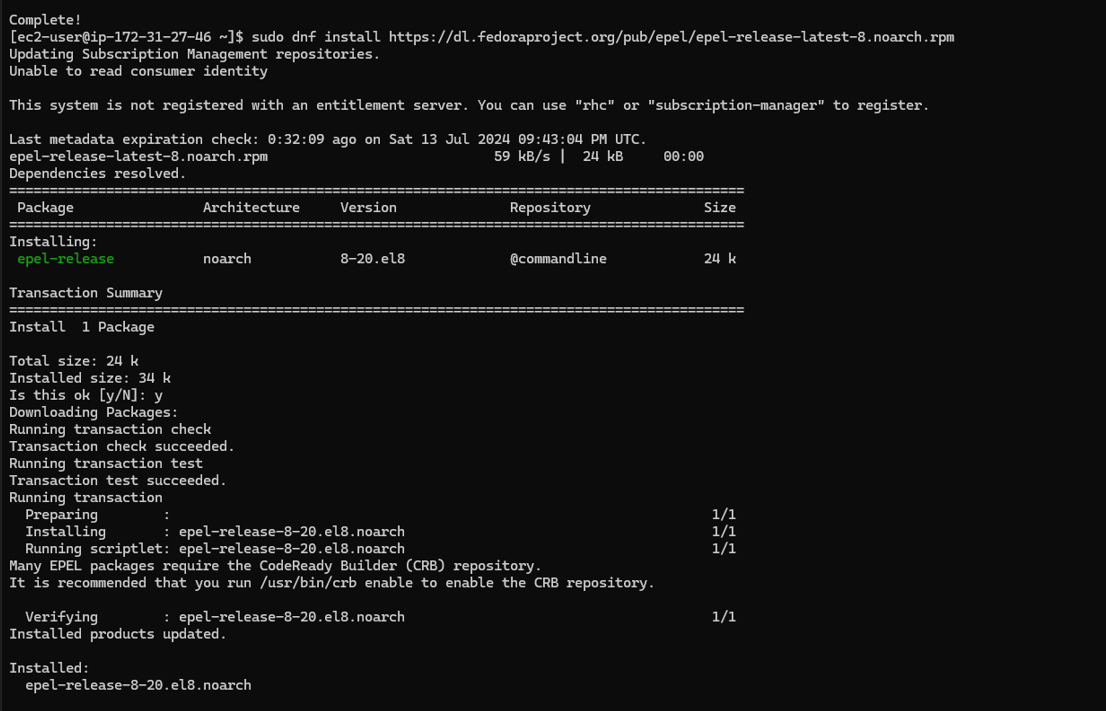 Complete!
[ec2-user@ip-172-31-27-46 ~]$ sudo dnf install https://dl.fedoraproject.org/pub/epel/epel-release-latest-8.noarch.rpm
Updating Subscription Management repositories.
Unable to read consumer identity

This system is not registered with an entitlement server. You can use "rhc" or "subscription-manager" to register.

Last metadata expiration check: 0:32:09 ago on Sat 13 Jul 2024 09:43:04 PM UTC.
epel-release-latest-8.noarch.rpm                            59 kB/s |  24 kB     00:00
Dependencies resolved.
===========================================================================================
 Package                Architecture     Version              Repository              Size
===========================================================================================
Installing:
 epel-release           noarch           8-20.el8             @commandline            24 k

Transaction Summary
===========================================================================================
Install  1 Package

Total size: 24 k
Installed size: 34 k
Is this ok [y/N]: y
Downloading Packages:
Running transaction check
Transaction check succeeded.
Running transaction test
Transaction test succeeded.
Running transaction
  Preparing        :                                                                   1/1
  Installing       : epel-release-8-20.el8.noarch                                      1/1
  Running scriptlet: epel-release-8-20.el8.noarch                                      1/1
Many EPEL packages require the CodeReady Builder (CRB) repository.
It is recommended that you run /usr/bin/crb enable to enable the CRB repository.

  Verifying        : epel-release-8-20.el8.noarch                                      1/1
Installed products updated.

Installed:
  epel-release-8-20.el8.noarch